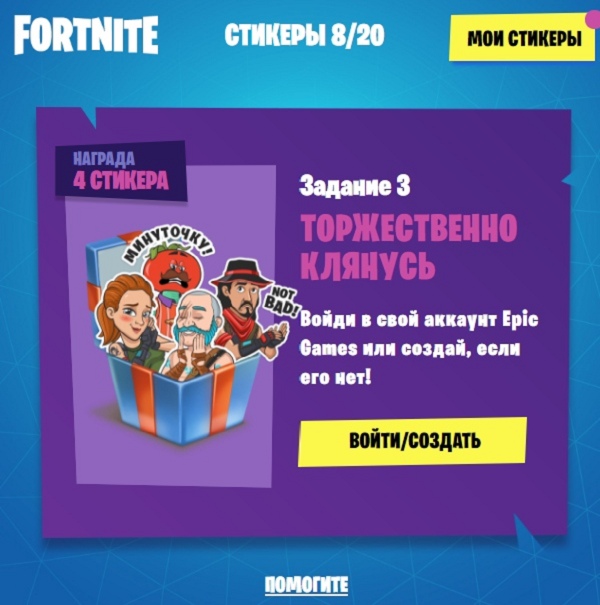 FORTNITE
СТИКЕРЫ 8/20
МОИ СТИКЕРЫ
НАГРАДА
4 СТИКЕРА
МИНУТОЧКУ!
NOT
BAD!
Задание 3
ТОРЖЕСТВЕННО
КЛЯНУСЬ
Войди в свой аккаунт Epic
Games или создай, если
его нет!
ВОЙТИ/СОЗДАТЬ
ПОМОГИТЕ